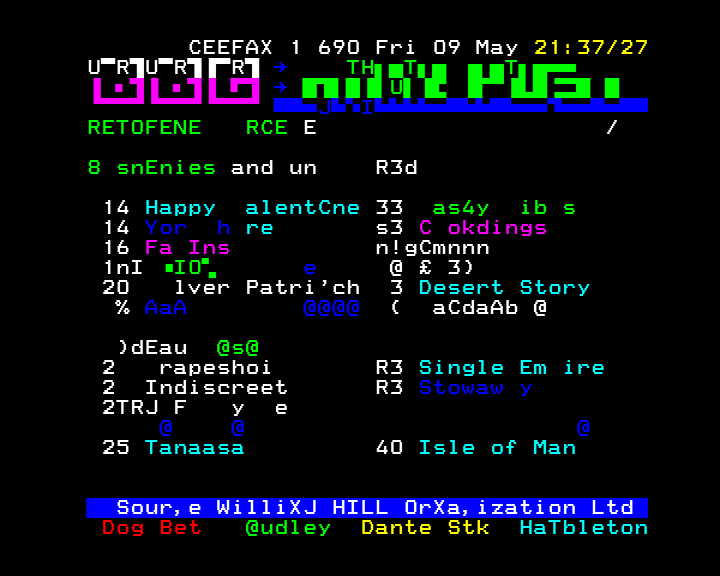 CEEFAX 1 690 Fri 09 May 21:37/27
RETOFENE RCE E /
8 snEnies and un R3d
14 Happy alentCne 33 as4y ib s
14 Yor h re s3 C okdings
16 Fa Ins n!gCmnnn
1nI IO e @ £ 3)
20 lver Patri'ch 3 Desert Story
% AaA @@@@ ( aCdaAb @
)dEau @s@
2 rapeshoi R3 Single Em ire
2 Indiscreet R3 Stowaw y
2TRJ F y e
@ @ @
25 Tanaasa 40 Isle of Man
Sour,e WilliXJ HILL OrXa,ization Ltd
Dog Bet @udley Dante Stk HaTbleton